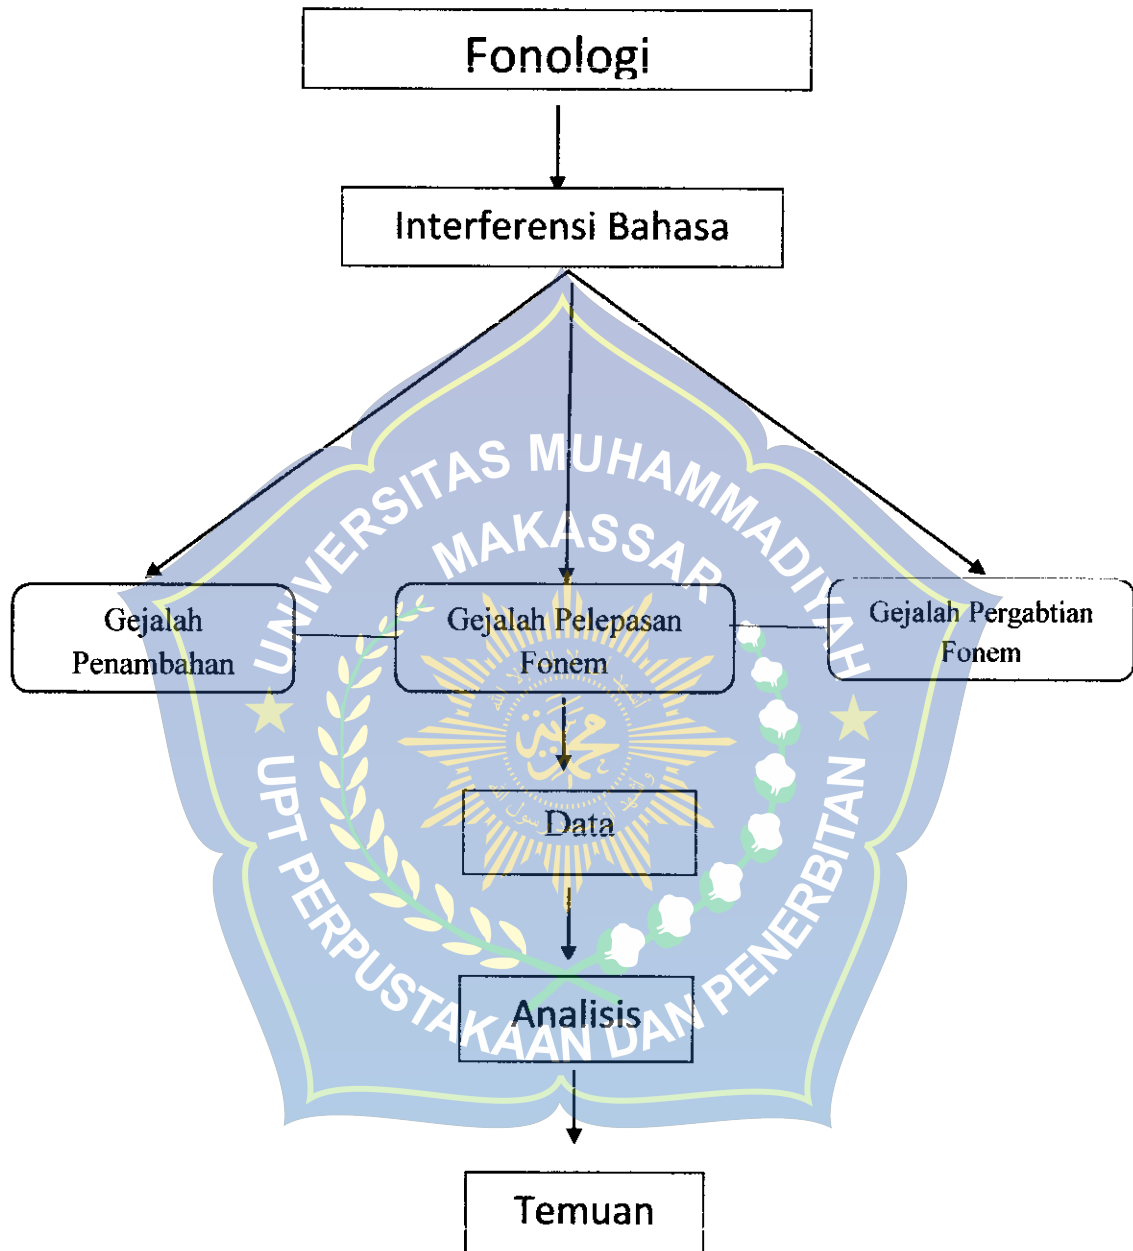 Fonologi
Interferensi Bahasa
UNIVERSITAS MUHAMMADIYAH
MAKASSAR
Gejalah
Penambahan
Gejalah Pelepasan
Fonem
Gejalah Pergabtian
Fonem
محمد
Data
Analisis
UPT PERPUSTAKAAN DAN PENERBITAN
Temuan